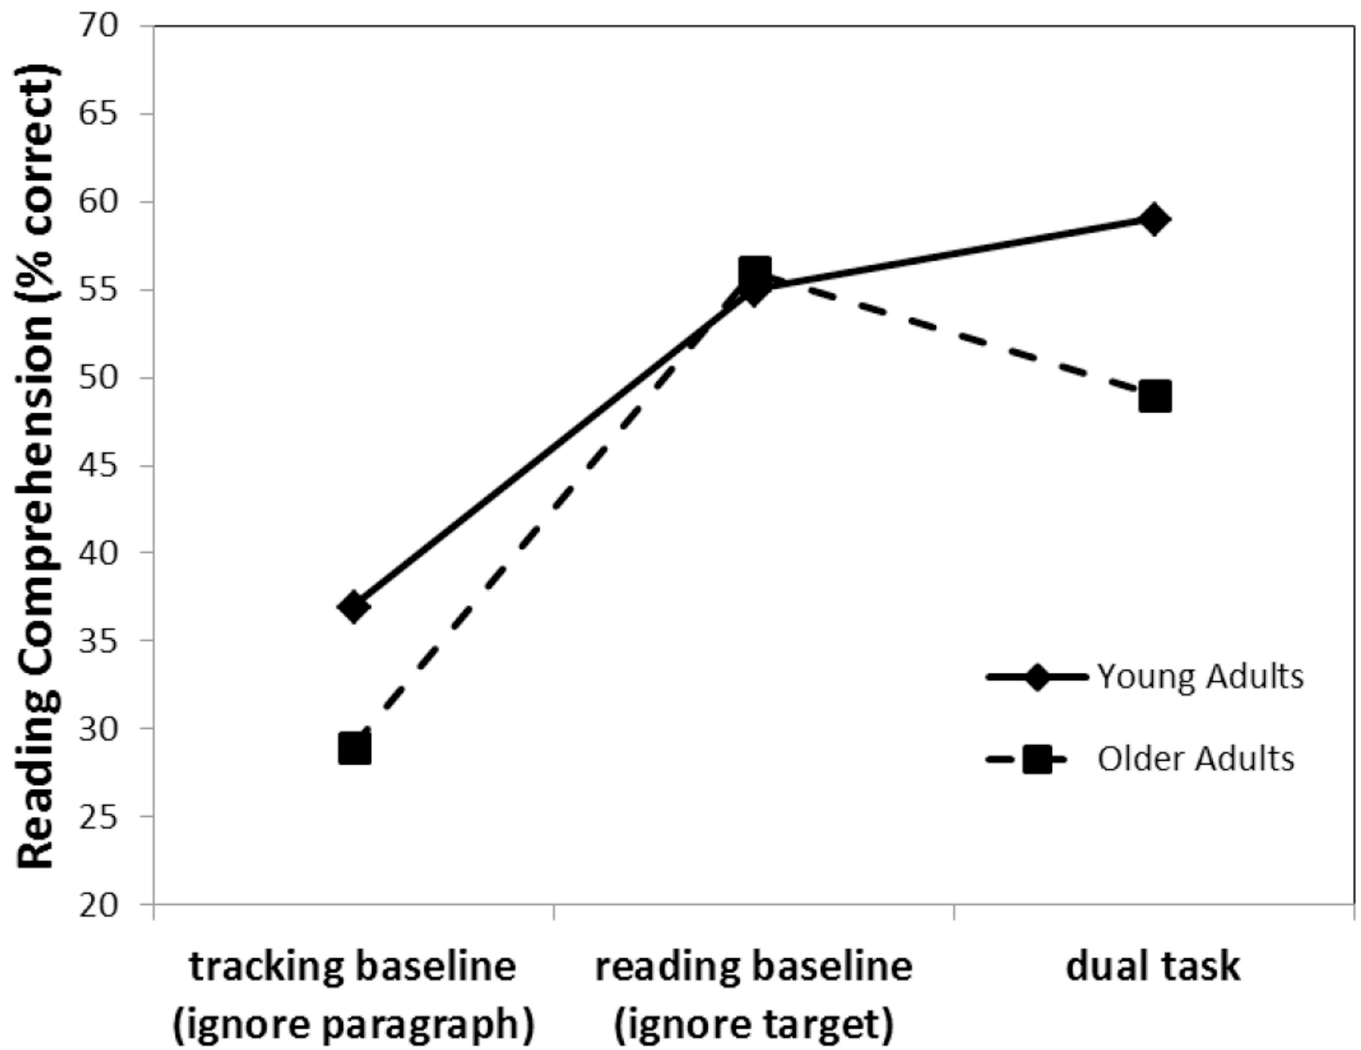 Reading Comprehension (% correct)
70
65
60
55
50
45
40
35
30
25
20
Young Adults
Older Adults
tracking baseline
(ignore paragraph)
reading baseline
(ignore target)
dual task